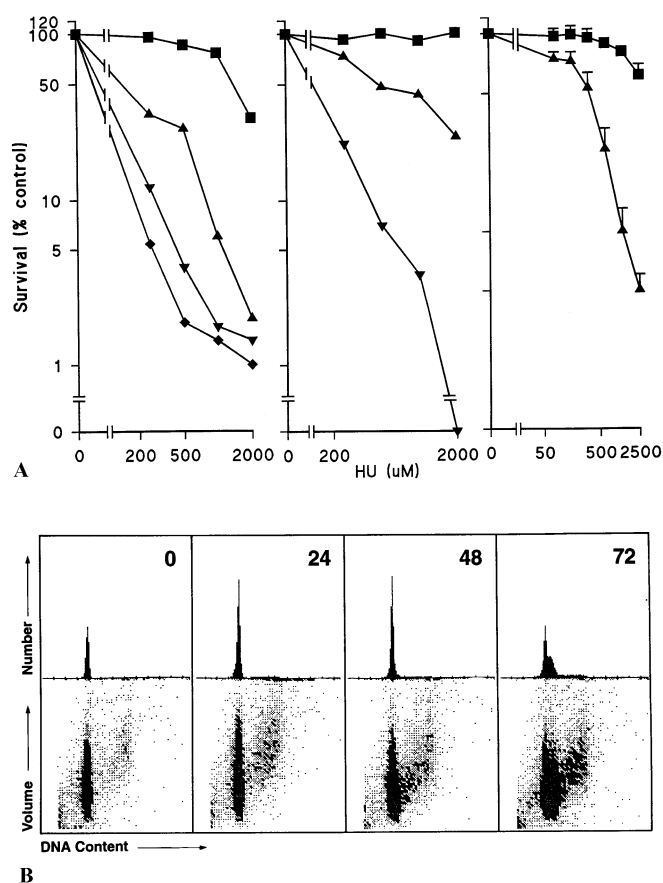 120
100
50
10
5
1
0
Survival (% control)
0 200 500 2000
0 200 2000
0 50 500 2500
HU (uM)
A
0 24 48 72
Number
Volume
DNA Content
B